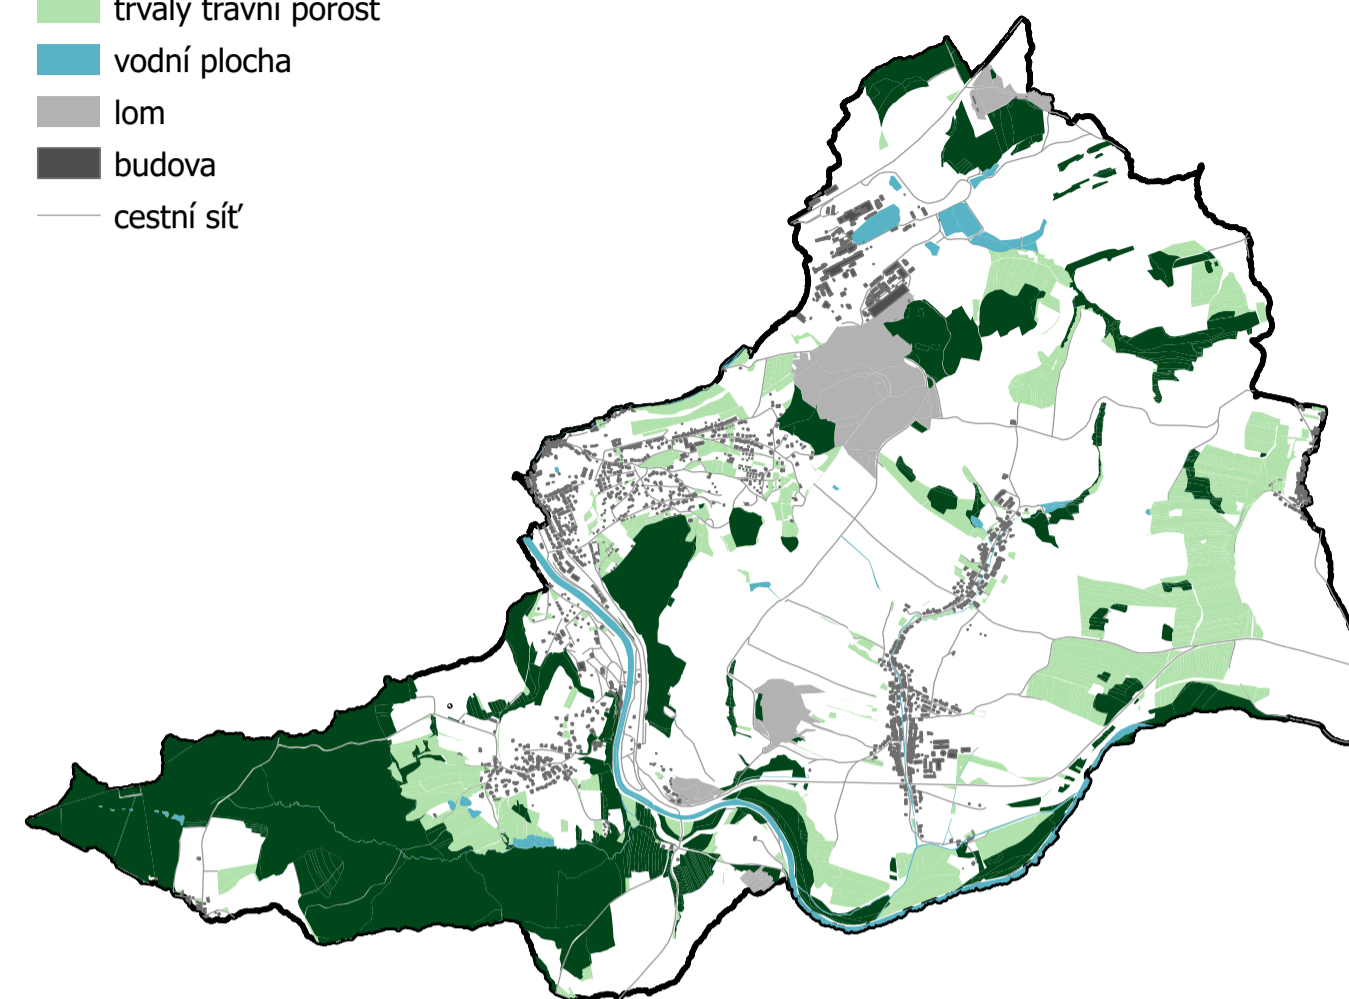 trvalý travní porost
vodní plocha
lom
budova
cestní síť